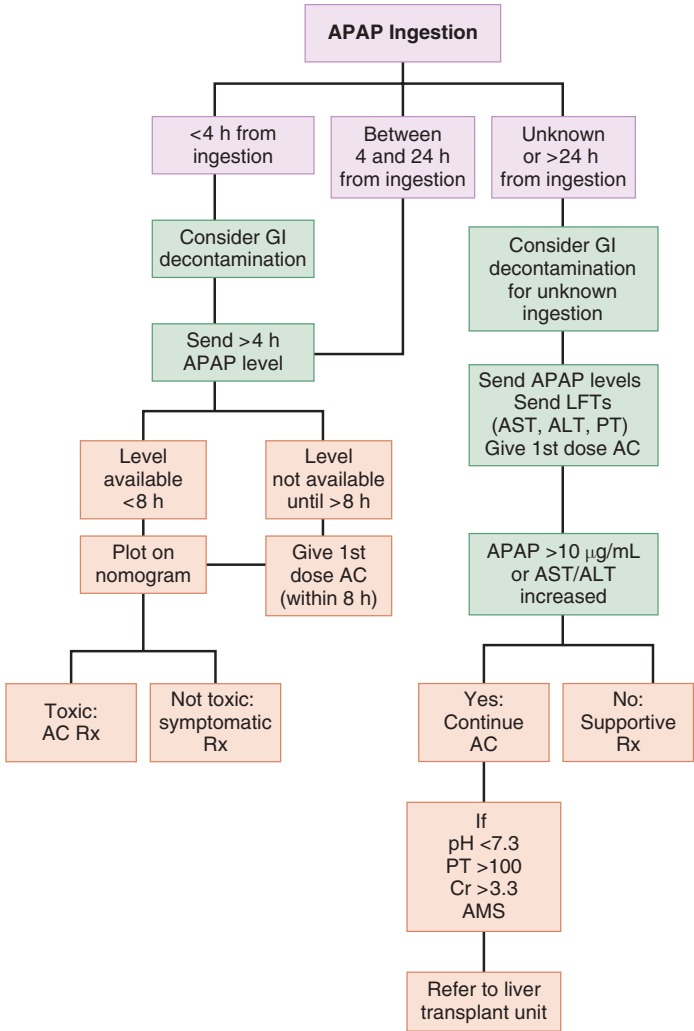 APAP Ingestion
<4 h from
ingestion
Between
4 and 24 h
from ingestion
Unknown
or >24 h
from ingestion
Consider GI
decontamination
Consider GI
decontamination
for unknown
ingestion
Send >4 h
APAP level
Send APAP levels
Send LFTs
(AST, ALT, PT)
Give 1st dose AC
Level
available
<8 h
Level
not available
until >8 h
Plot on
nomogram
Give 1st
dose AC
(within 8 h)
APAP >10 μg/mL
or AST/ALT
increased
Toxic:
AC Rx
Not toxic:
symptomatic
Rx
Yes:
Continue
AC
No:
Supportive
Rx
If
pH <7.3
PT >100
Cr >3.3
AMS
Refer to liver
transplant unit